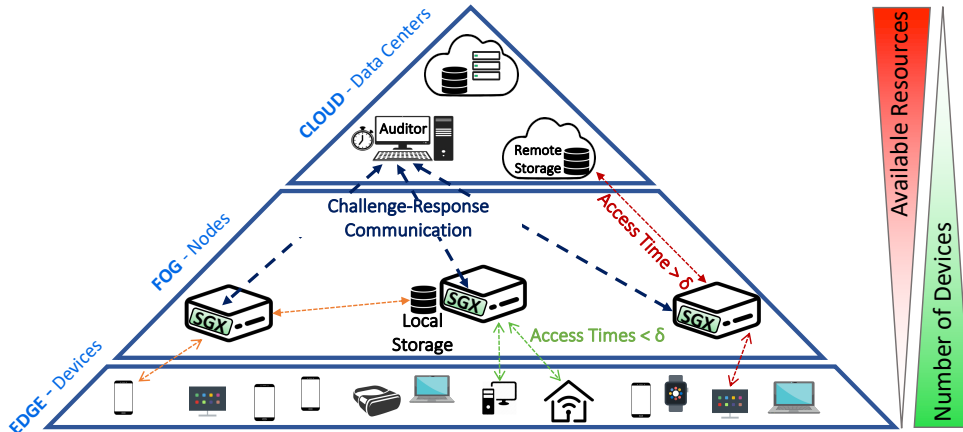 CLOUD - Data Centers
Auditor
Remote
Storage
Challenge-Response
Communication
Access Time > δ
FOG - Nodes
SGX
SGX
SGX
Local
Storage
Access Times < δ
EDGE - Devices
Available Resources
Number of Devices